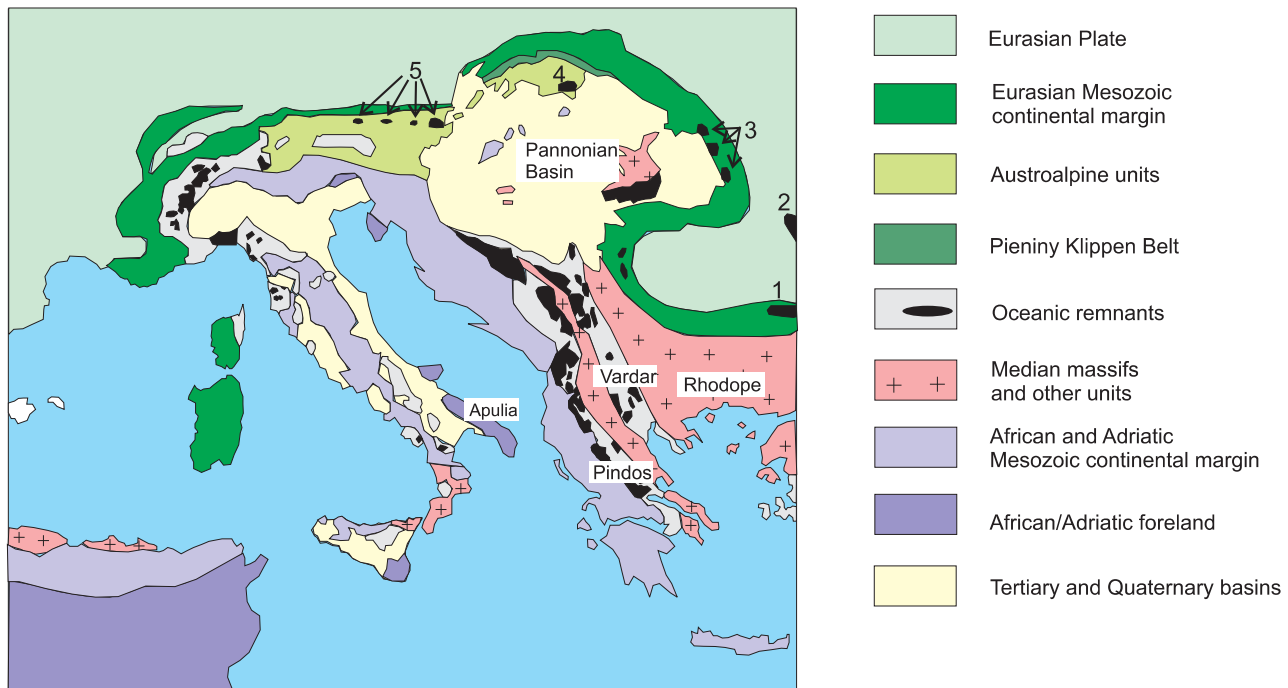 5
4
3
Pannonian
Basin
2
1
Vardar
Rhodope
Apulia
Pindos
Eurasian Plate
Eurasian Mesozoic
continental margin
Austroalpine units
Pieniny Klippen Belt
Oceanic remnants
Median massifs
and other units
African and Adriatic
Mesozoic continental margin
African/Adriatic foreland
Tertiary and Quaternary basins